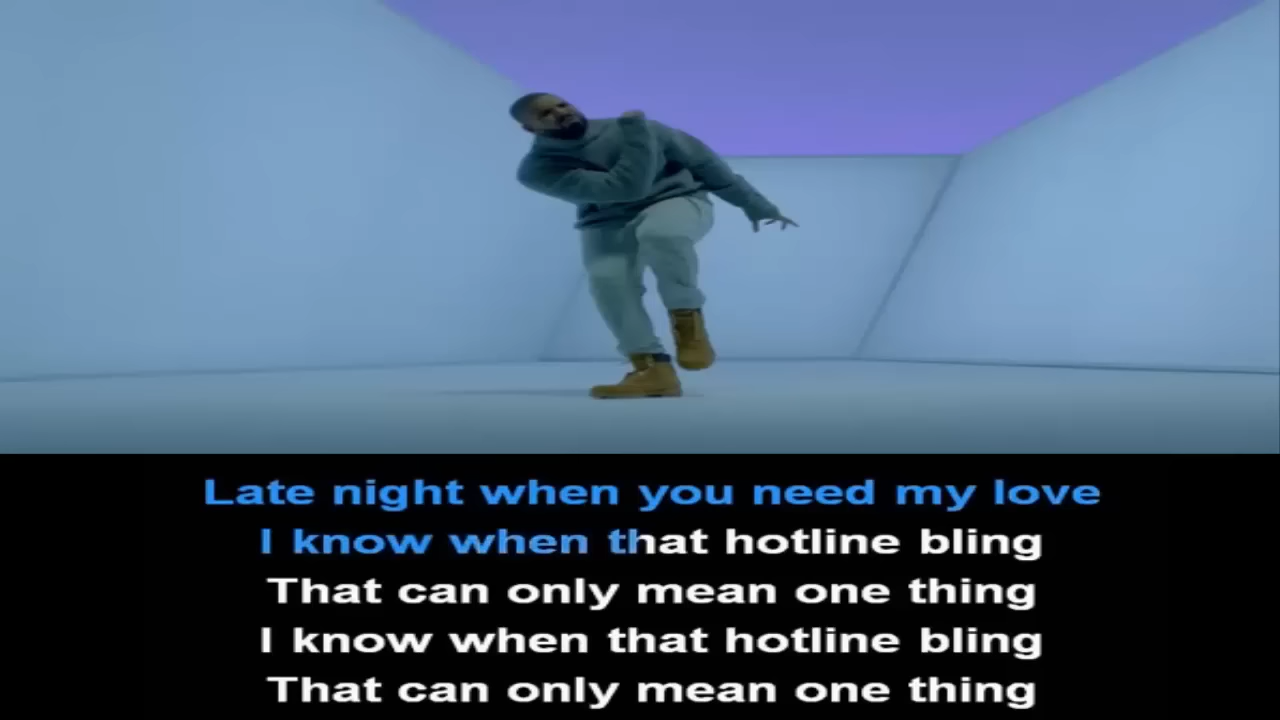 Late night when you need my love
I know when that hotline bling
That can only mean one thing
I know when that hotline bling
That can only mean one thing